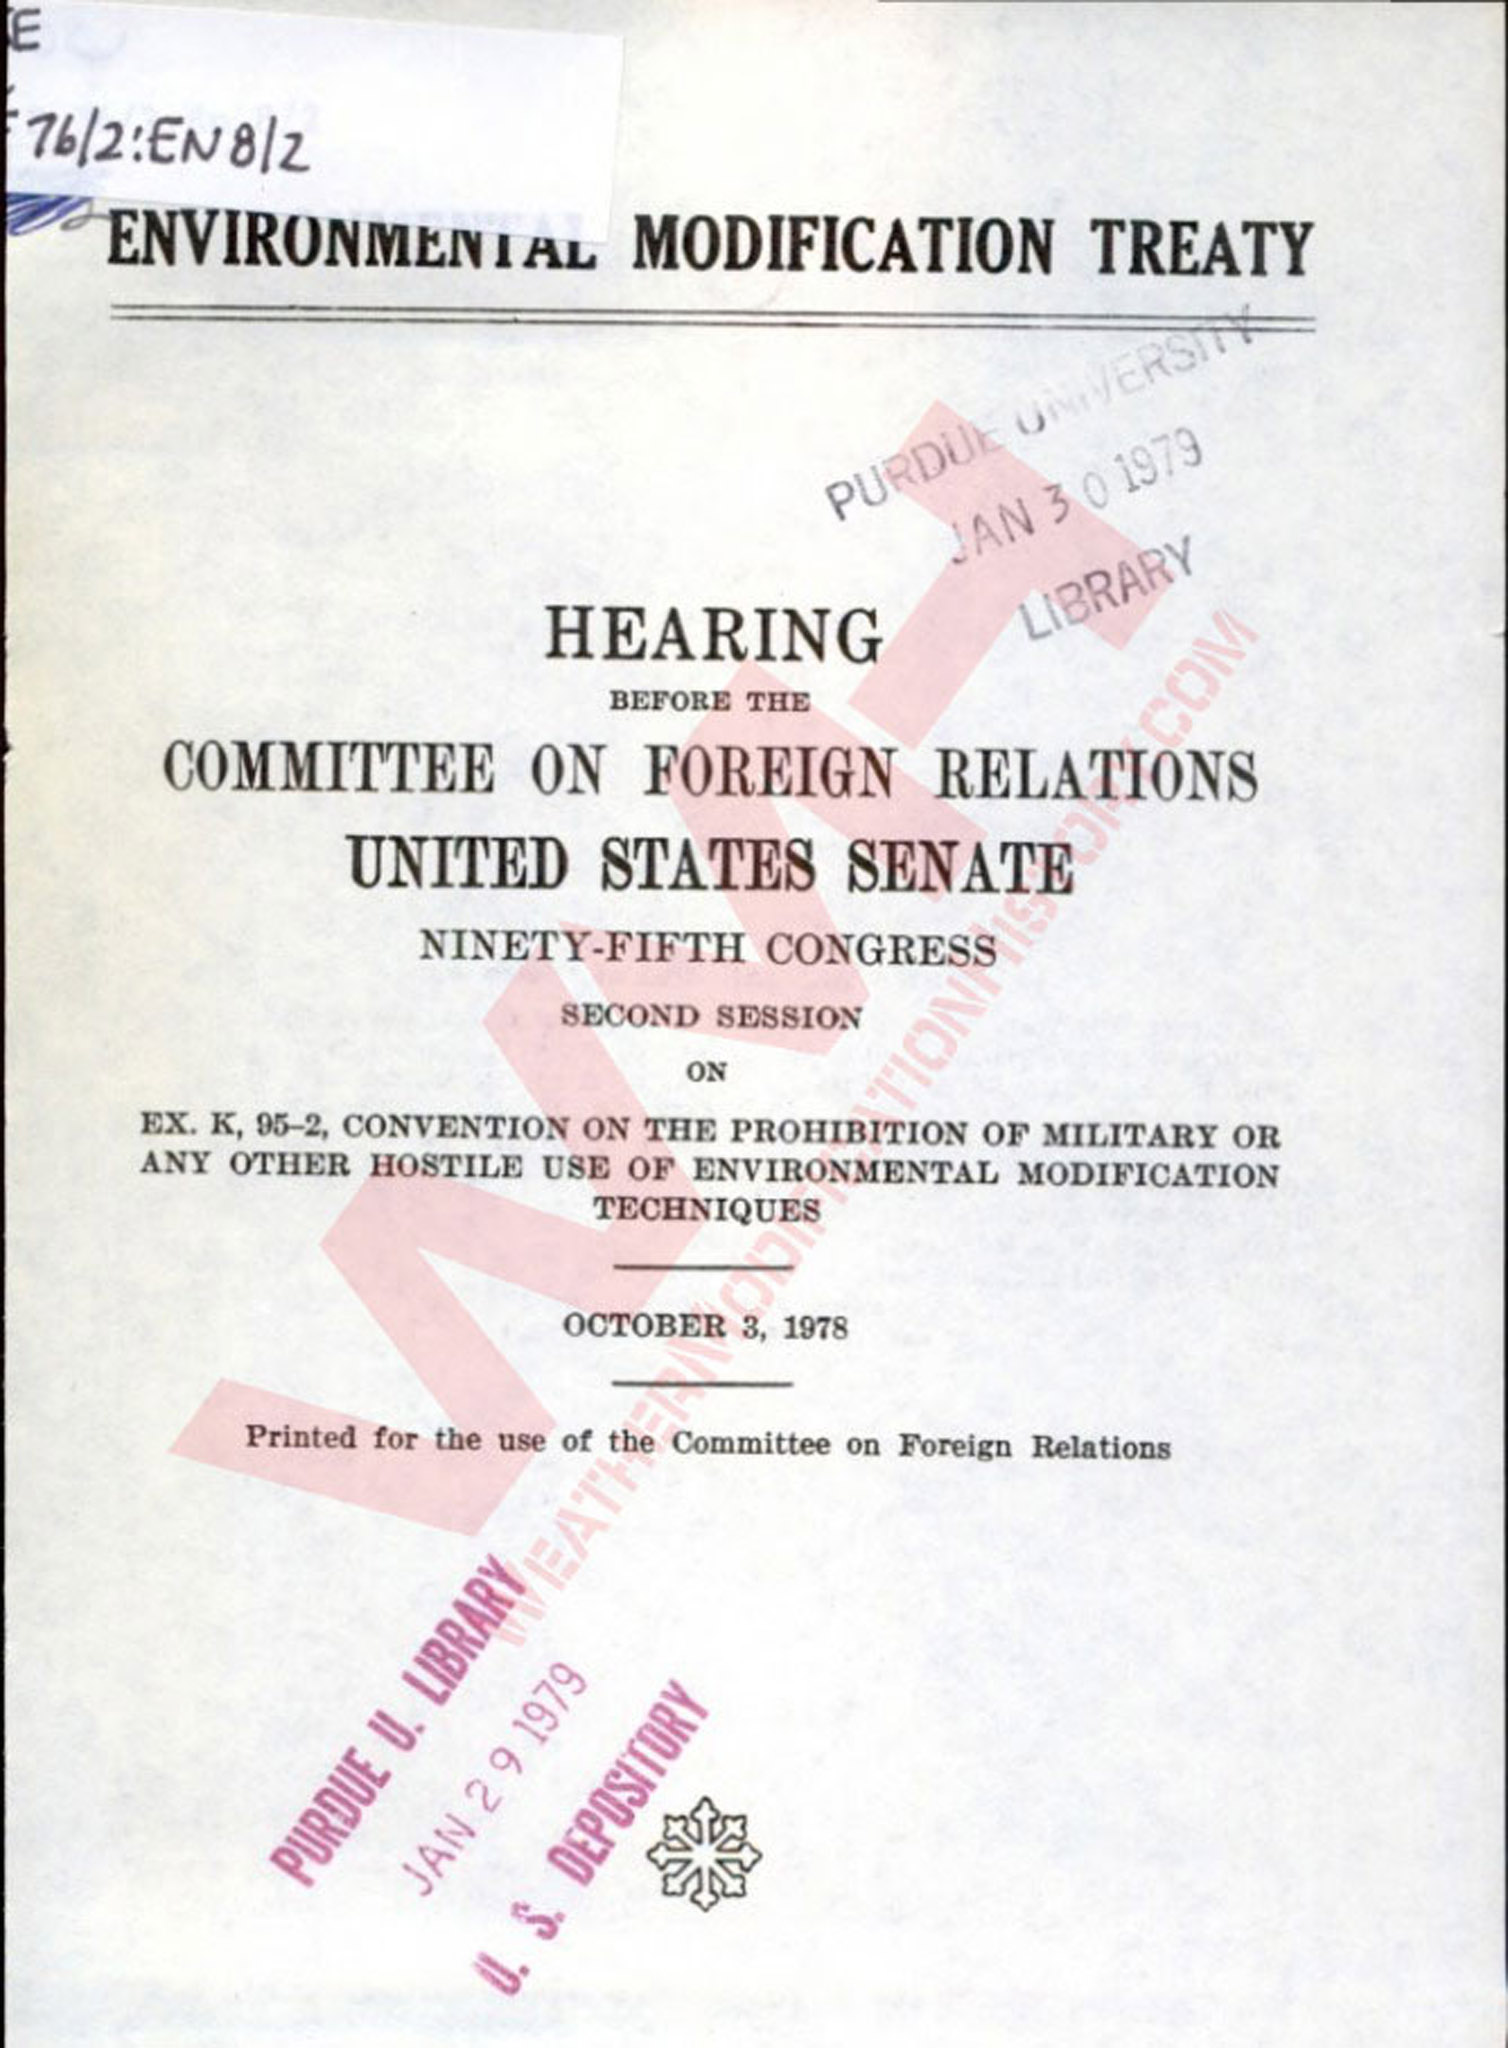 E
76/2:EN8/2
ENVIRONMENTAL MODIFICATION TREATY
PURDUE UNIVERSITY
JAN 30 1979
LIBRARY
HEARING
BEFORE THE
COMMITTEE ON FOREIGN RELATIONS
UNITED STATES SENATE
NINETY-FIFTH CONGRESS
SECOND SESSION
ON
EX. K, 95–2, CONVENTION ON THE PROHIBITION OF MILITARY OR
ANY OTHER HOSTILE USE OF ENVIRONMENTAL MODIFICATION
TECHNIQUES
OCTOBER 3, 1978
Printed for the use of the Committee on Foreign Relations
WMH
WEATHERMODIFICATIONHISTORY.COM
PURDUE U. LIBRARY
JAN 29 1979
U. S. DEPOSITORY